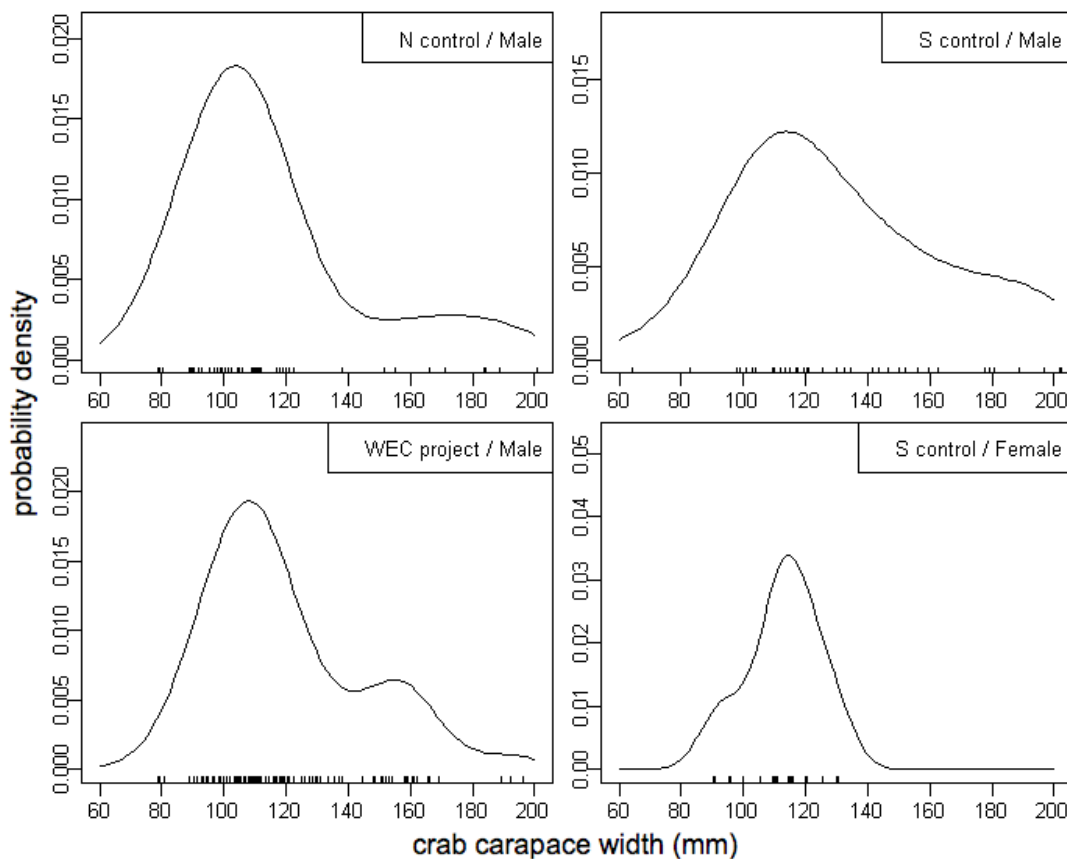 N control / Male
0.000 0.005 0.010 0.015 0.020
60 80 100 120 140 160 180 200
S control / Male
0.000 0.005 0.010 0.015
60 80 100 120 140 160 180 200
probability density
WEC project / Male
0.000 0.005 0.010 0.015 0.020
60 80 100 120 140 160 180 200
S control / Female
0.00 0.01 0.02 0.03 0.04 0.05
60 80 100 120 140 160 180 200
crab carapace width (mm)